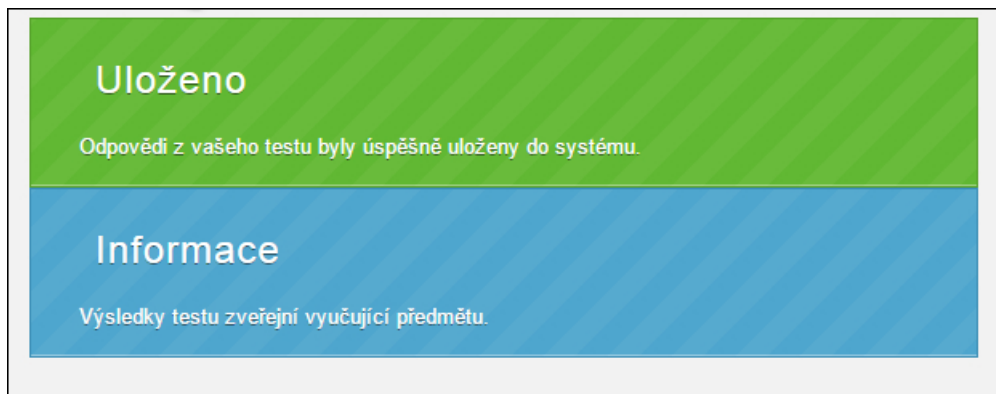 Uloženo
Odpovědi z vašeho testu byly úspěšně uloženy do systému.
Informace
Výsledky testu zveřejní vyučující předmětu.